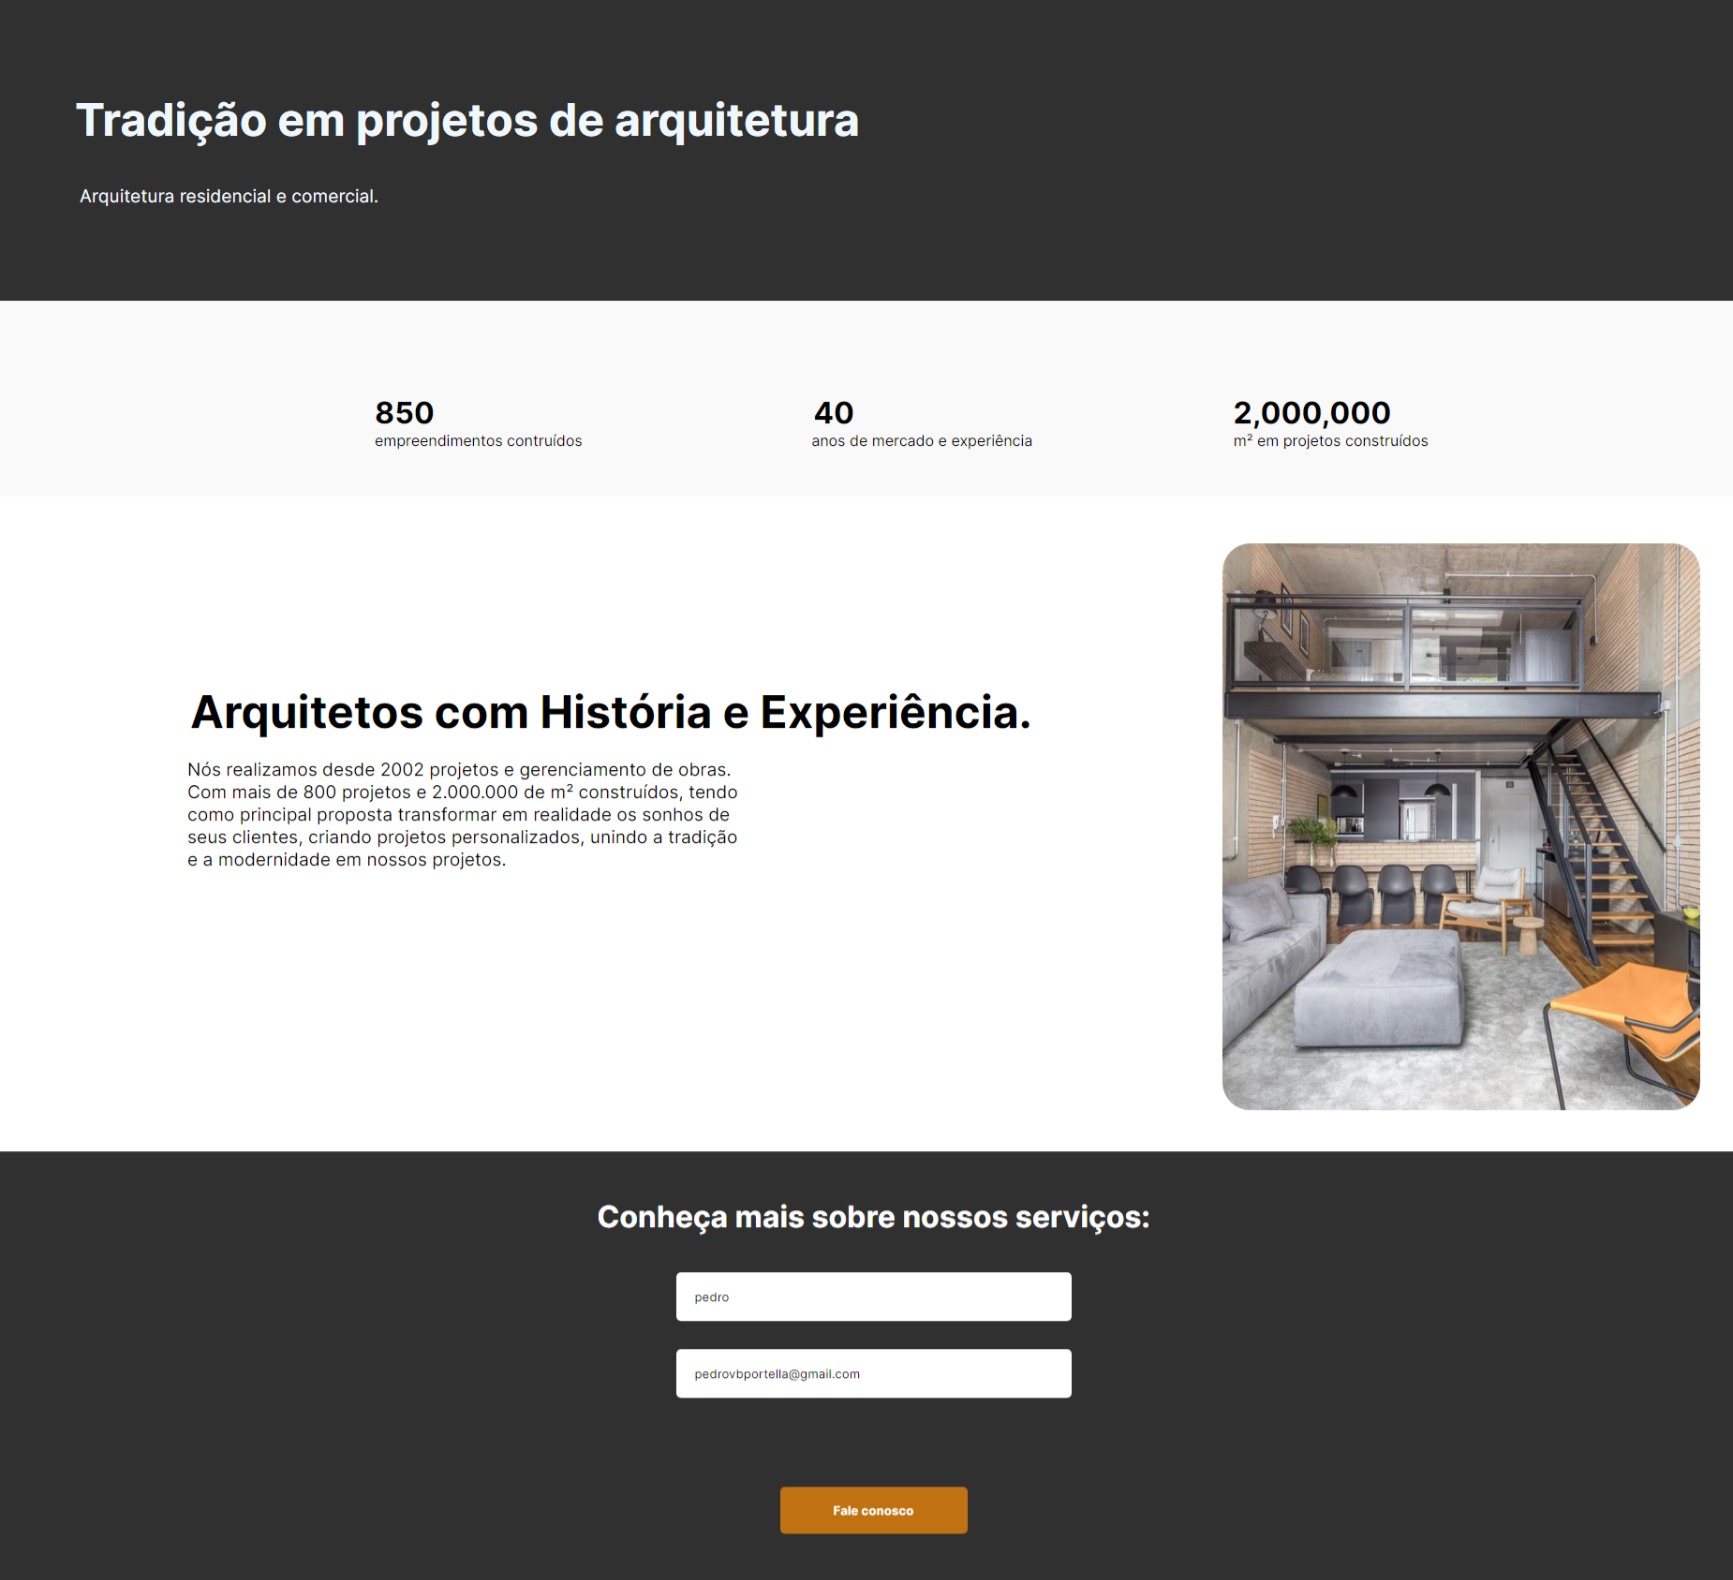 Tradição em projetos de arquitetura
Arquitetura residencial e comercial.
850
empreendimentos contruídos
40
anos de mercado e experiência
2,000,000
m² em projetos construídos
Arquitetos com História e Experiência.
Nós realizamos desde 2002 projetos e gerenciamento de obras.
Com mais de 800 projetos e 2.000.000 de m² construídos, tendo
como principal proposta transformar em realidade os sonhos de
seus clientes, criando projetos personalizados, unindo a tradição
e a modernidade em nossos projetos.
Conheça mais sobre nossos serviços:
pedro
pedrovbportella@gmail.com
Fale conosco